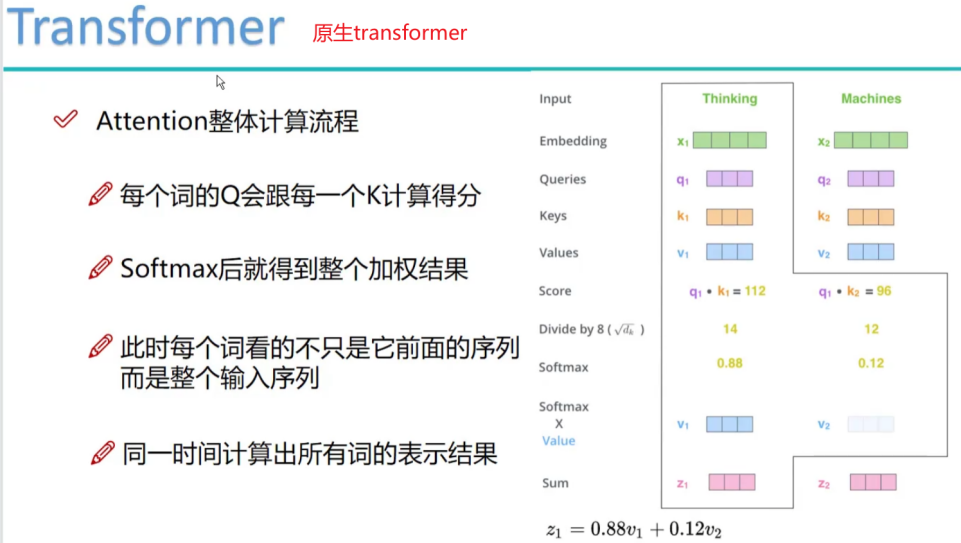 Transformer 原生transformer
Attention整体计算流程
每个词的Q会跟每一个K计算得分
Softmax后就得到整个加权结果
此时每个词看的不只是它前面的序列
而是整个输入序列
同一时间计算出所有词的表示结果
Input Thinking Machines
Embedding x₁ x₂
Queries q₁ q₂
Keys k₁ k₂
Values v₁ v₂
Score q₁ • k₁ = 112 q₁ • k₂ = 96
Divide by 8 ( √dₖ ) 14 12
Softmax 0.88 0.12
Softmax
X
Value v₁ v₂
Sum z₁ z₂
z₁ = 0.88v₁ + 0.12v₂